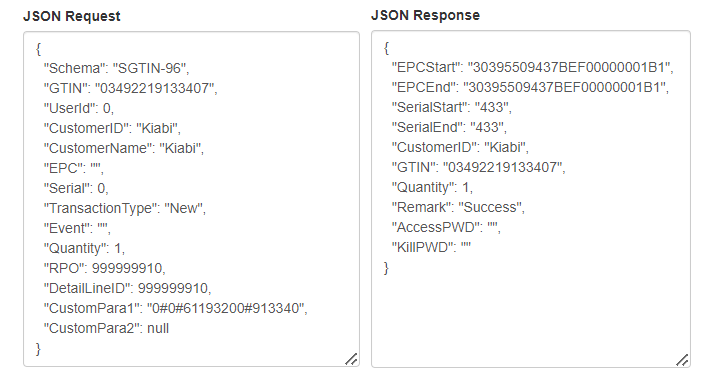 JSON Request
{
"Schema": "SGTIN-96",
"GTIN": "03492219133407",
"UserId": 0,
"CustomerID": "Kiabi",
"CustomerName": "Kiabi",
"EPC": "",
"Serial": 0,
"TransactionType": "New",
"Event": "",
"Quantity": 1,
"RPO": 999999910,
"DetailLineID": 999999910,
"CustomPara1": "0#0#61193200#913340",
"CustomPara2": null
}
JSON Response
{
"EPCStart": "30395509437BEF00000001B1",
"EPCEnd": "30395509437BEF00000001B1",
"SerialStart": "433",
"SerialEnd": "433",
"CustomerID": "Kiabi",
"GTIN": "03492219133407",
"Quantity": 1,
"Remark": "Success",
"AccessPWD": "",
"KillPWD": ""
}